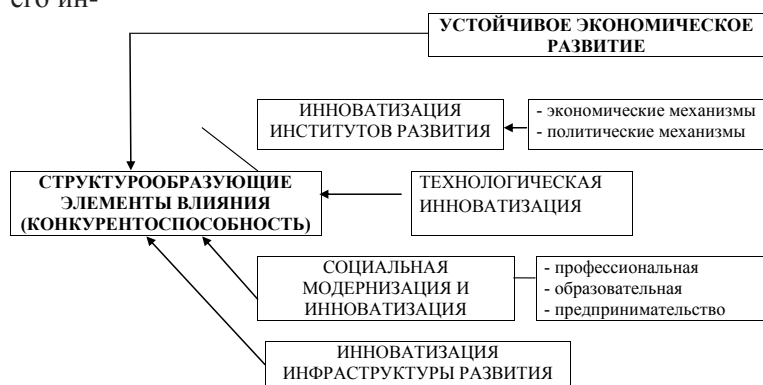 его ин-
УСТОЙЧИВОЕ ЭКОНОМИЧЕСКОЕ
РАЗВИТИЕ
ИННОВАТИЗАЦИЯ
ИНСТИТУТОВ РАЗВИТИЯ
- экономические механизмы
- политические механизмы
СТРУКТУРООБРАЗУЮЩИЕ
ЭЛЕМЕНТЫ ВЛИЯНИЯ
(КОНКУРЕНТОСПОСОБНОСТЬ)
ТЕХНОЛОГИЧЕСКАЯ
ИННОВАТИЗАЦИЯ
СОЦИАЛЬНАЯ
МОДЕРНИЗАЦИЯ И
ИННОВАТИЗАЦИЯ
- профессиональная
- образовательная
- предпринимательство
ИННОВАТИЗАЦИЯ
ИНФРАСТРУКТУРЫ РАЗВИТИЯ